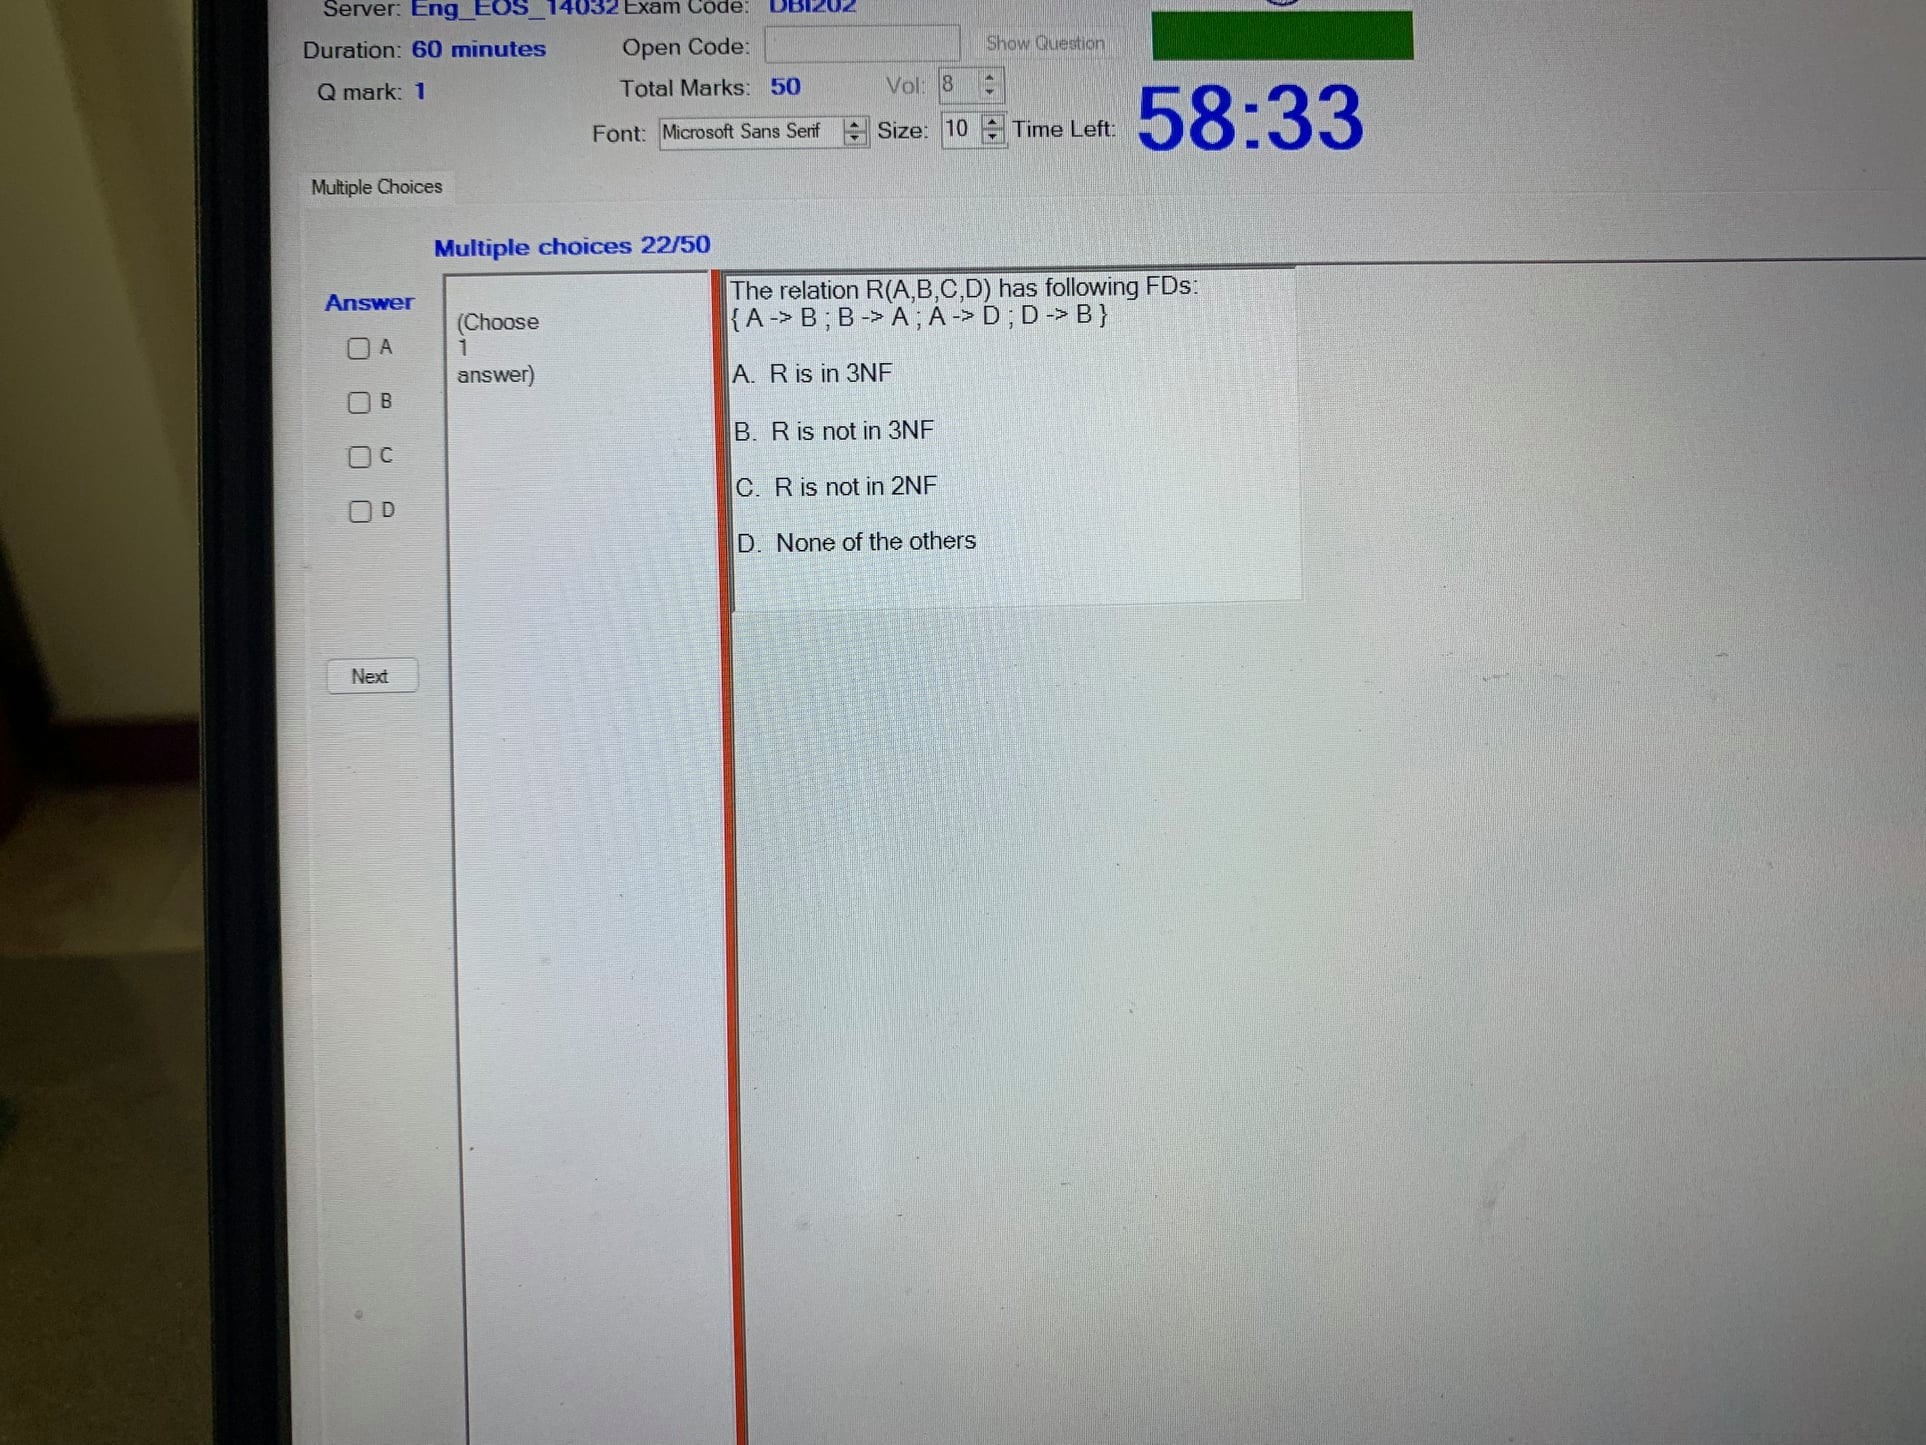 Server: Eng_EOS_14032 Exam Code: DBI202
Duration: 60 minutes Open Code: Show Question
Q mark: 1 Total Marks: 50 Vol: 8
Font: Microsoft Sans Serif Size: 10 Time Left: 58:33
Multiple Choices
Multiple choices 22/50
Answer
A
B
C
D
Next
(Choose
1
answer)
The relation R(A,B,C,D) has following FDs:
{ A -> B ; B -> A ; A -> D ; D -> B }
A. R is in 3NF
B. R is not in 3NF
C. R is not in 2NF
D. None of the others